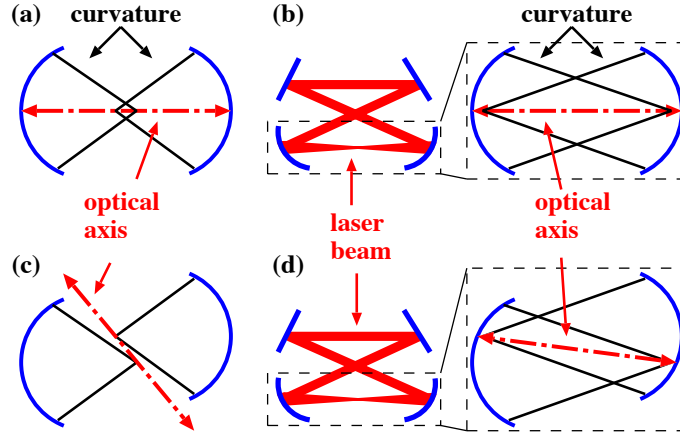 (a)
curvature
(b)
curvature
optical
axis
laser
beam
optical
axis
(c)
(d)